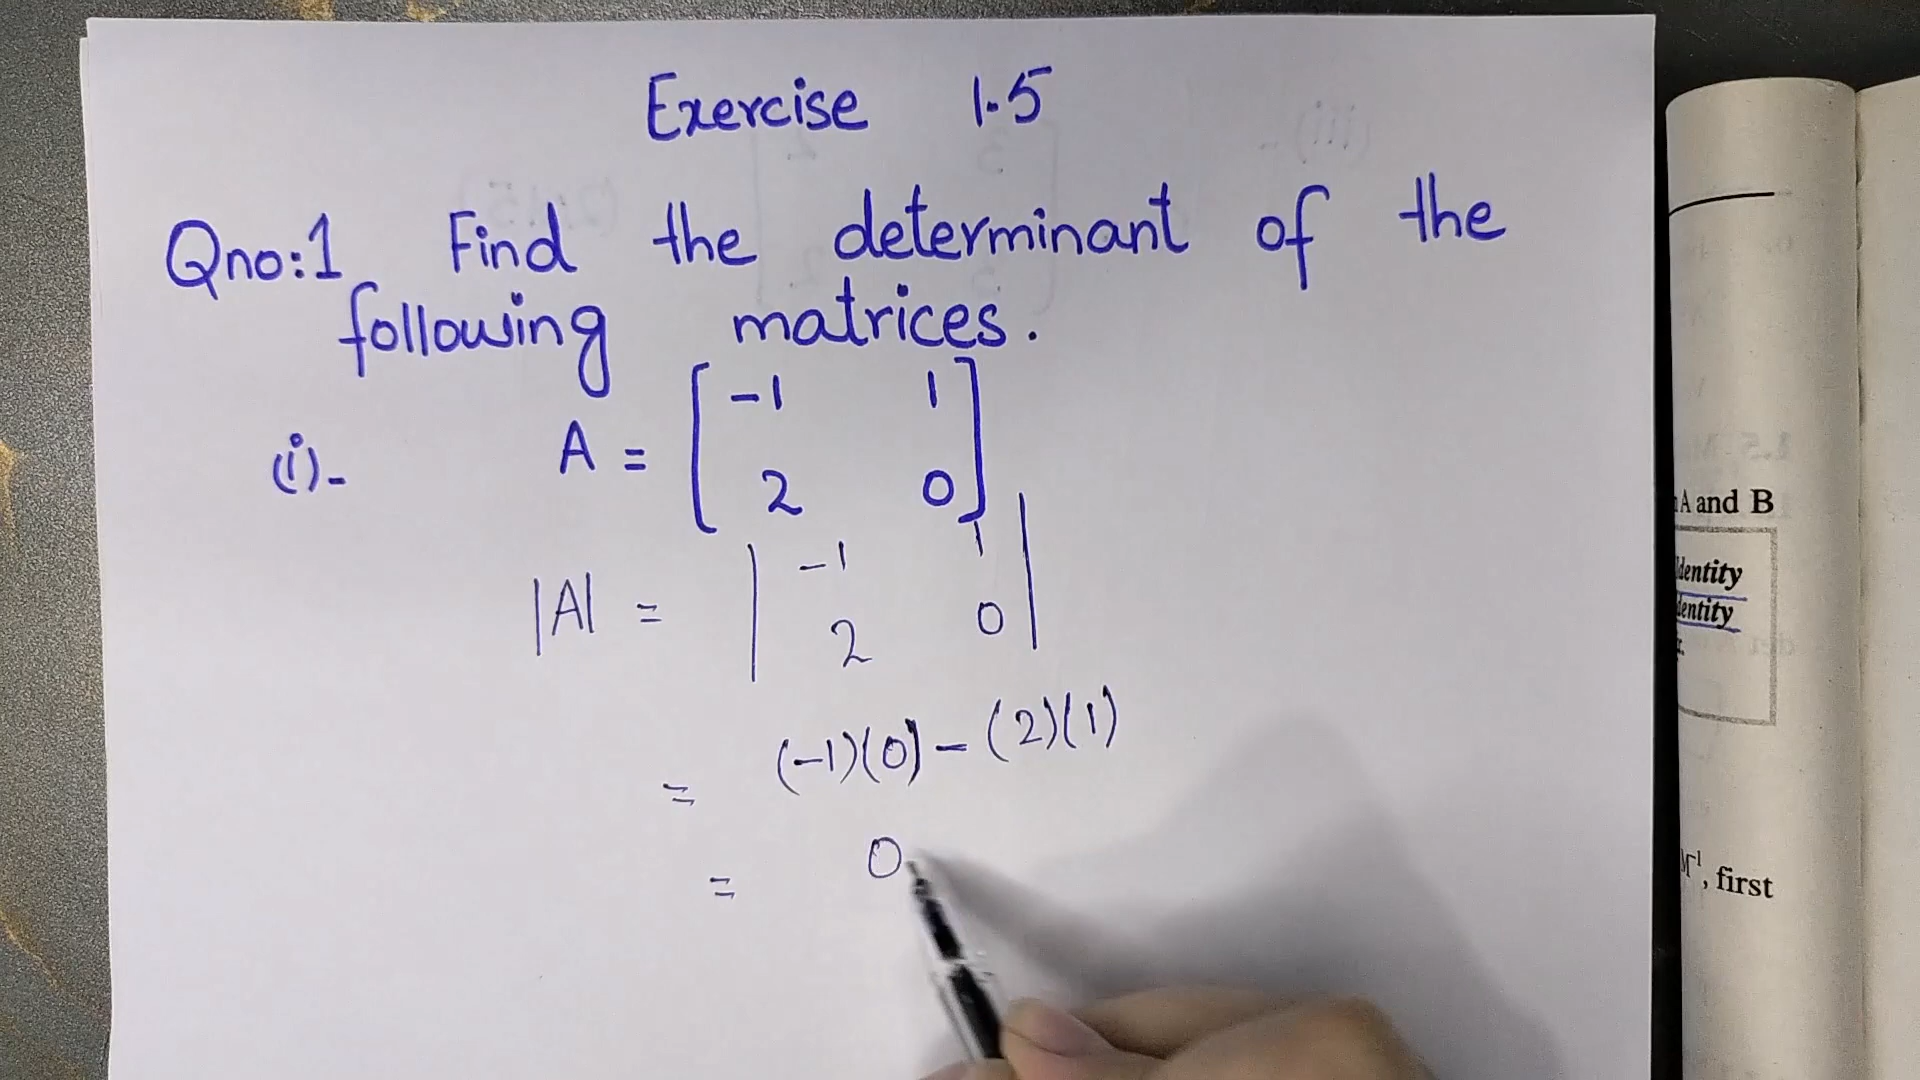 Exercise 1.5
Qno:1 Find the determinant of the
following matrices.
(i)- A = [ -1 1
2 0 ]
|A| = | -1 1
2 0 |
= (-1)(0) - (2)(1)
= 0
A and B
Identity
dentity
, first